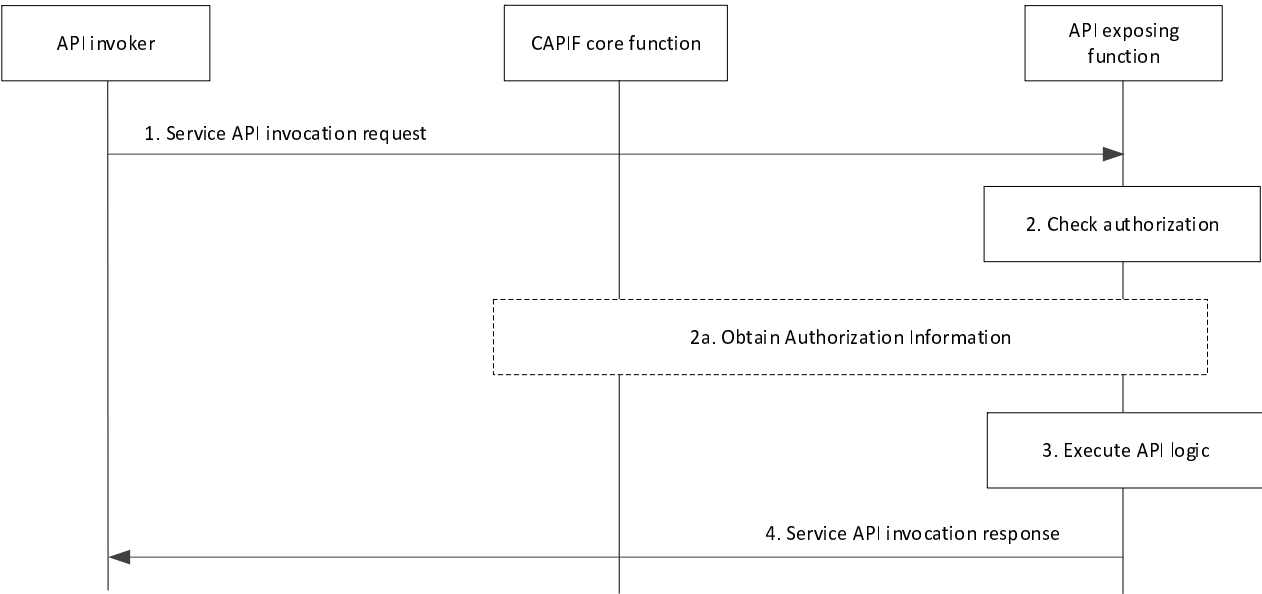 API invoker
CAPIF core function
API exposing
function
1. Service API invocation request
2. Check authorization
2a. Obtain Authorization Information
3. Execute API logic
4. Service API invocation response